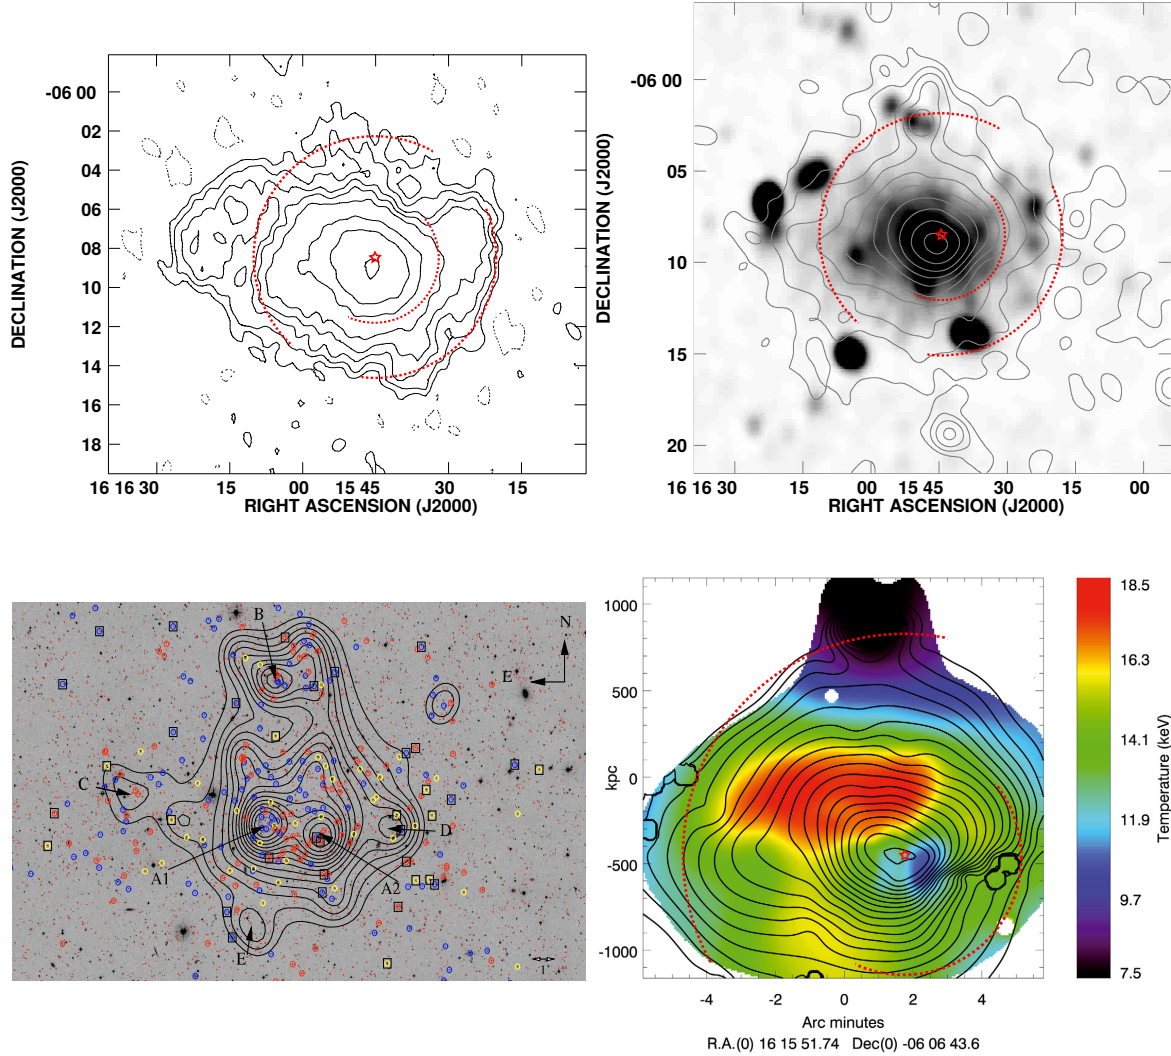 -06 00
02
04
06
08
10
12
14
16
18
DECLINATION (J2000)
16 16 30
15
00
15 45
30
15
RIGHT ASCENSION (J2000)
-06 00
05
10
15
20
DECLINATION (J2000)
16 16 30
15
00
15 45
30
15
00
RIGHT ASCENSION (J2000)
B
N
E
C
D
A1
A2
E
1'
1000
500
0
-500
-1000
kpc
-4
-2
0
2
4
Arc minutes
R.A.(0) 16 15 51.74 Dec(0) -06 06 43.6
18.5
16.3
14.1
11.9
9.7
7.5
Temperature (keV)